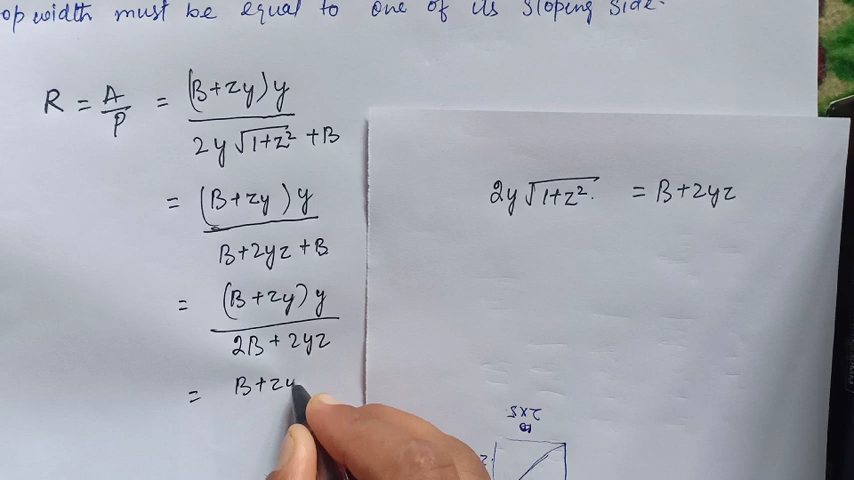 op width must be equal to one of its sloping side.
R = A/P = (B+zy)y / 2y√1+z² + B
= (B+zy)y / B+2yz+B
= (B+zy)y / 2B+2yz
= B+zy
2y√1+z². = B+2yz